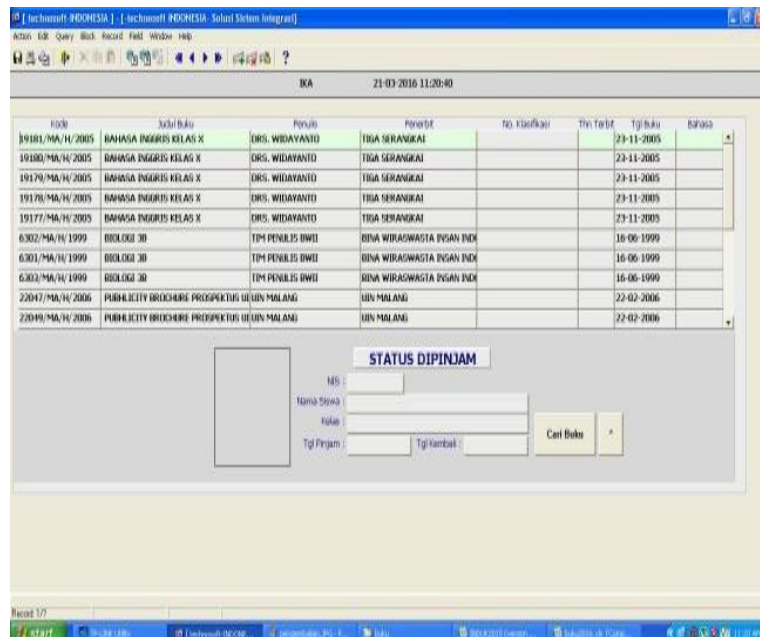 [ technosoft INDONESIA ] - [-technosoft INDONESIA- Solusi Sistem Integrasi]
Action Edit Query Block Record Field Window Help
IKA 21-03-2016 11:20:40
Kode Judul Buku Penulis Penerbit No. Klasifikasi Thn Terbit Tgl Buku Bahasa
19181/MA/H/2005 BAHASA INGGRIS KELAS X DRS. WIDAYANTO TIGA SERANGKAI 23-11-2005
19180/MA/H/2005 BAHASA INGGRIS KELAS X DRS. WIDAYANTO TIGA SERANGKAI 23-11-2005
19179/MA/H/2005 BAHASA INGGRIS KELAS X DRS. WIDAYANTO TIGA SERANGKAI 23-11-2005
19178/MA/H/2005 BAHASA INGGRIS KELAS X DRS. WIDAYANTO TIGA SERANGKAI 23-11-2005
19177/MA/H/2005 BAHASA INGGRIS KELAS X DRS. WIDAYANTO TIGA SERANGKAI 23-11-2005
6302/MA/H/1999 BIOLOGI 3B TIM PENULIS BWII BINA WIRASWASTA INSAN INDO 16-06-1999
6301/MA/H/1999 BIOLOGI 3B TIM PENULIS BWII BINA WIRASWASTA INSAN INDO 16-06-1999
6303/MA/H/1999 BIOLOGI 3B TIM PENULIS BWII BINA WIRASWASTA INSAN INDO 16-06-1999
22047/MA/H/2006 PUBHLICITY BROCHURE PROSPEKTUS UI UIN MALANG UIN MALANG 22-02-2006
22049/MA/H/2006 PUBHLICITY BROCHURE PROSPEKTUS UI UIN MALANG UIN MALANG 22-02-2006
STATUS DIPINJAM
NIS :
Nama Siswa :
Kelas :
Tgl Pinjam : Tgl Kembali :
Cari Buku ^
Record: 1/?
start [ technosoft INDONE... buku 11:20 AM